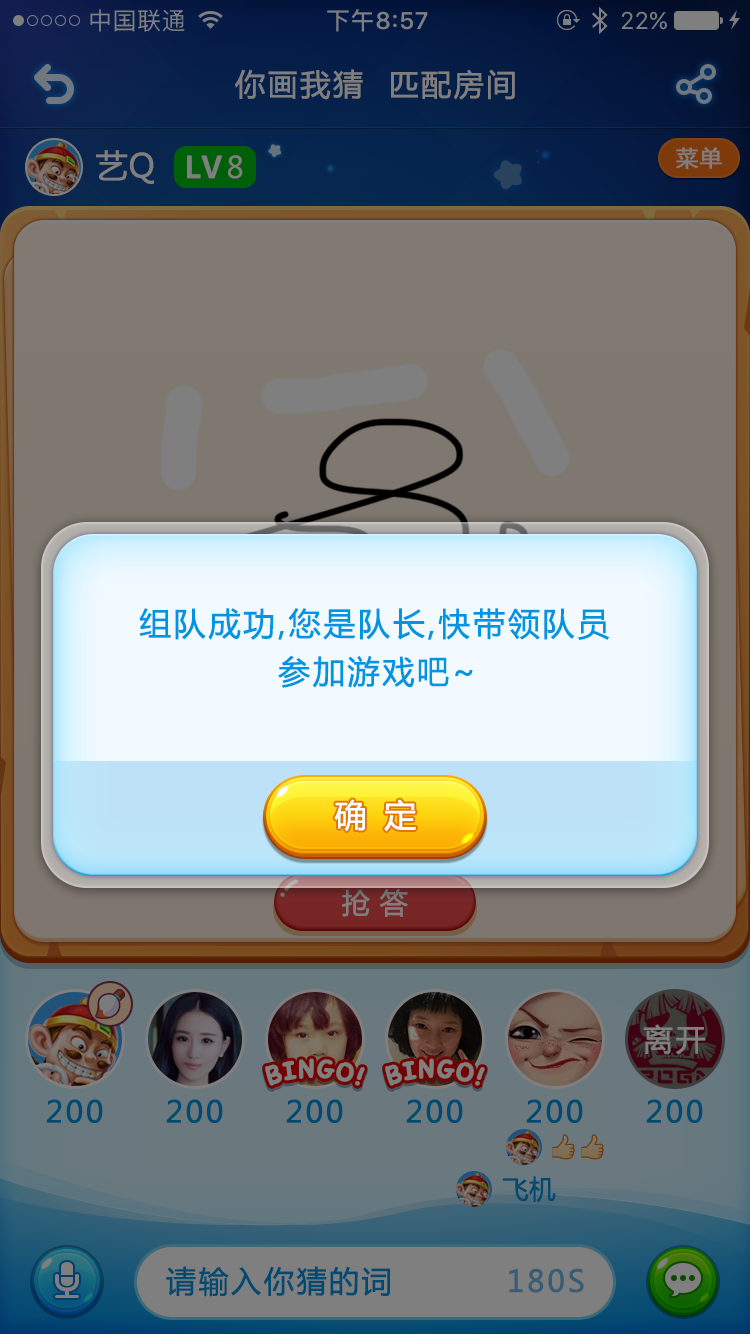 中国联通 下午8:57 22%
你画我猜 匹配房间
艺Q LV8 菜单
组队成功,您是队长,快带领队员
参加游戏吧~
确定
抢答
BINGO! BINGO! 离开
200 200 200 200 200 200
飞机
请输入你猜的词 180S